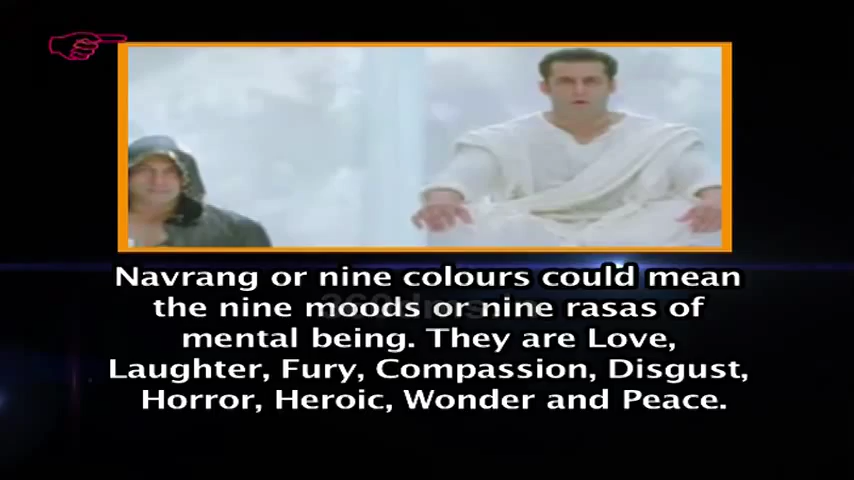 Navrang or nine colours could mean
the nine moods or nine rasas of
mental being. They are Love,
Laughter, Fury, Compassion, Disgust,
Horror, Heroic, Wonder and Peace.